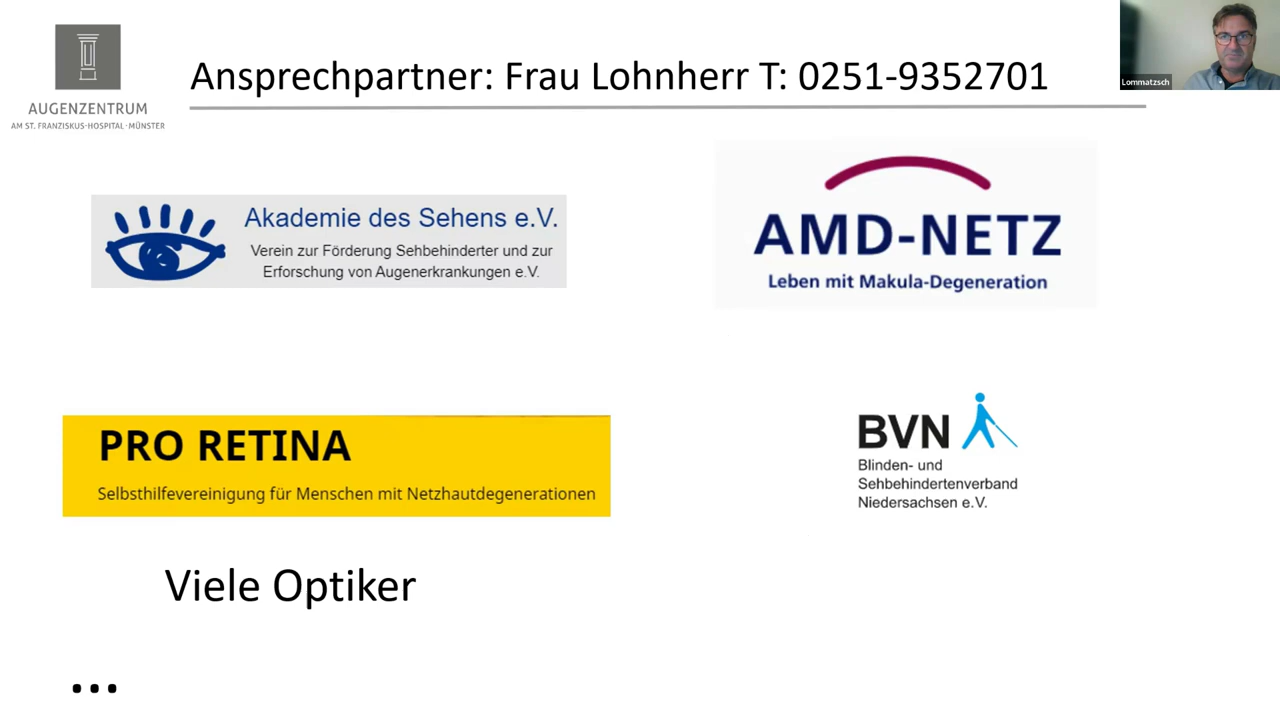 AUGENZENTRUM
AM ST. FRANZISKUS-HOSPITAL·MÜNSTER
Ansprechpartner: Frau Lohnherr T: 0251-9352701
Lommatzsch
Akademie des Sehens e.V.
Verein zur Förderung Sehbehinderter und zur
Erforschung von Augenerkrankungen e.V.
AMD-NETZ
Leben mit Makula-Degeneration
PRO RETINA
Selbsthilfevereinigung für Menschen mit Netzhautdegenerationen
BVN
Blinden- und
Sehbehindertenverband
Niedersachsen e.V.
Viele Optiker
...